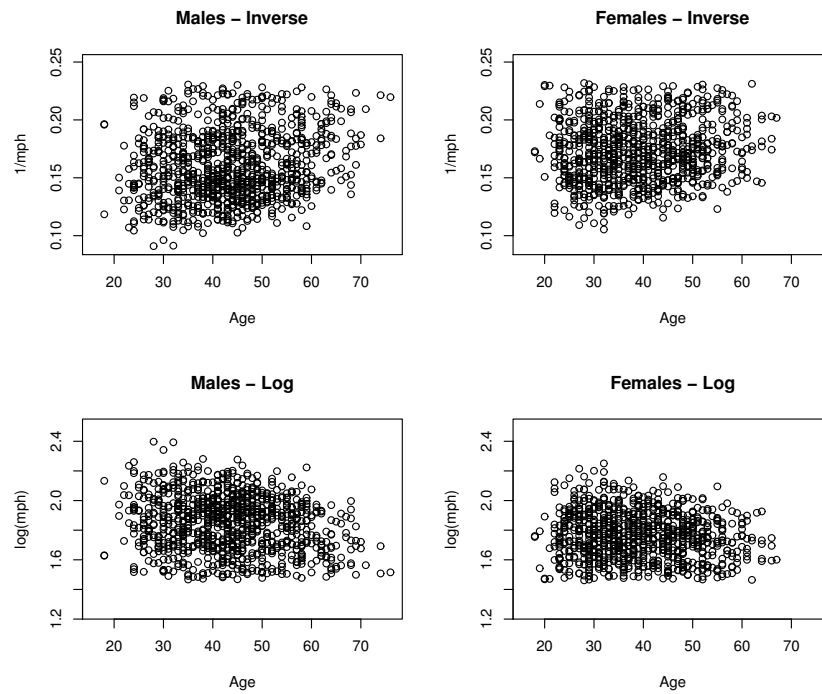 Males − Inverse
1/mph
0.25
0.20
0.15
0.10
20 30 40 50 60 70
Age
Females − Inverse
1/mph
0.25
0.20
0.15
0.10
20 30 40 50 60 70
Age
Males − Log
log(mph)
2.4
2.0
1.6
1.2
20 30 40 50 60 70
Age
Females − Log
log(mph)
2.4
2.0
1.6
1.2
20 30 40 50 60 70
Age